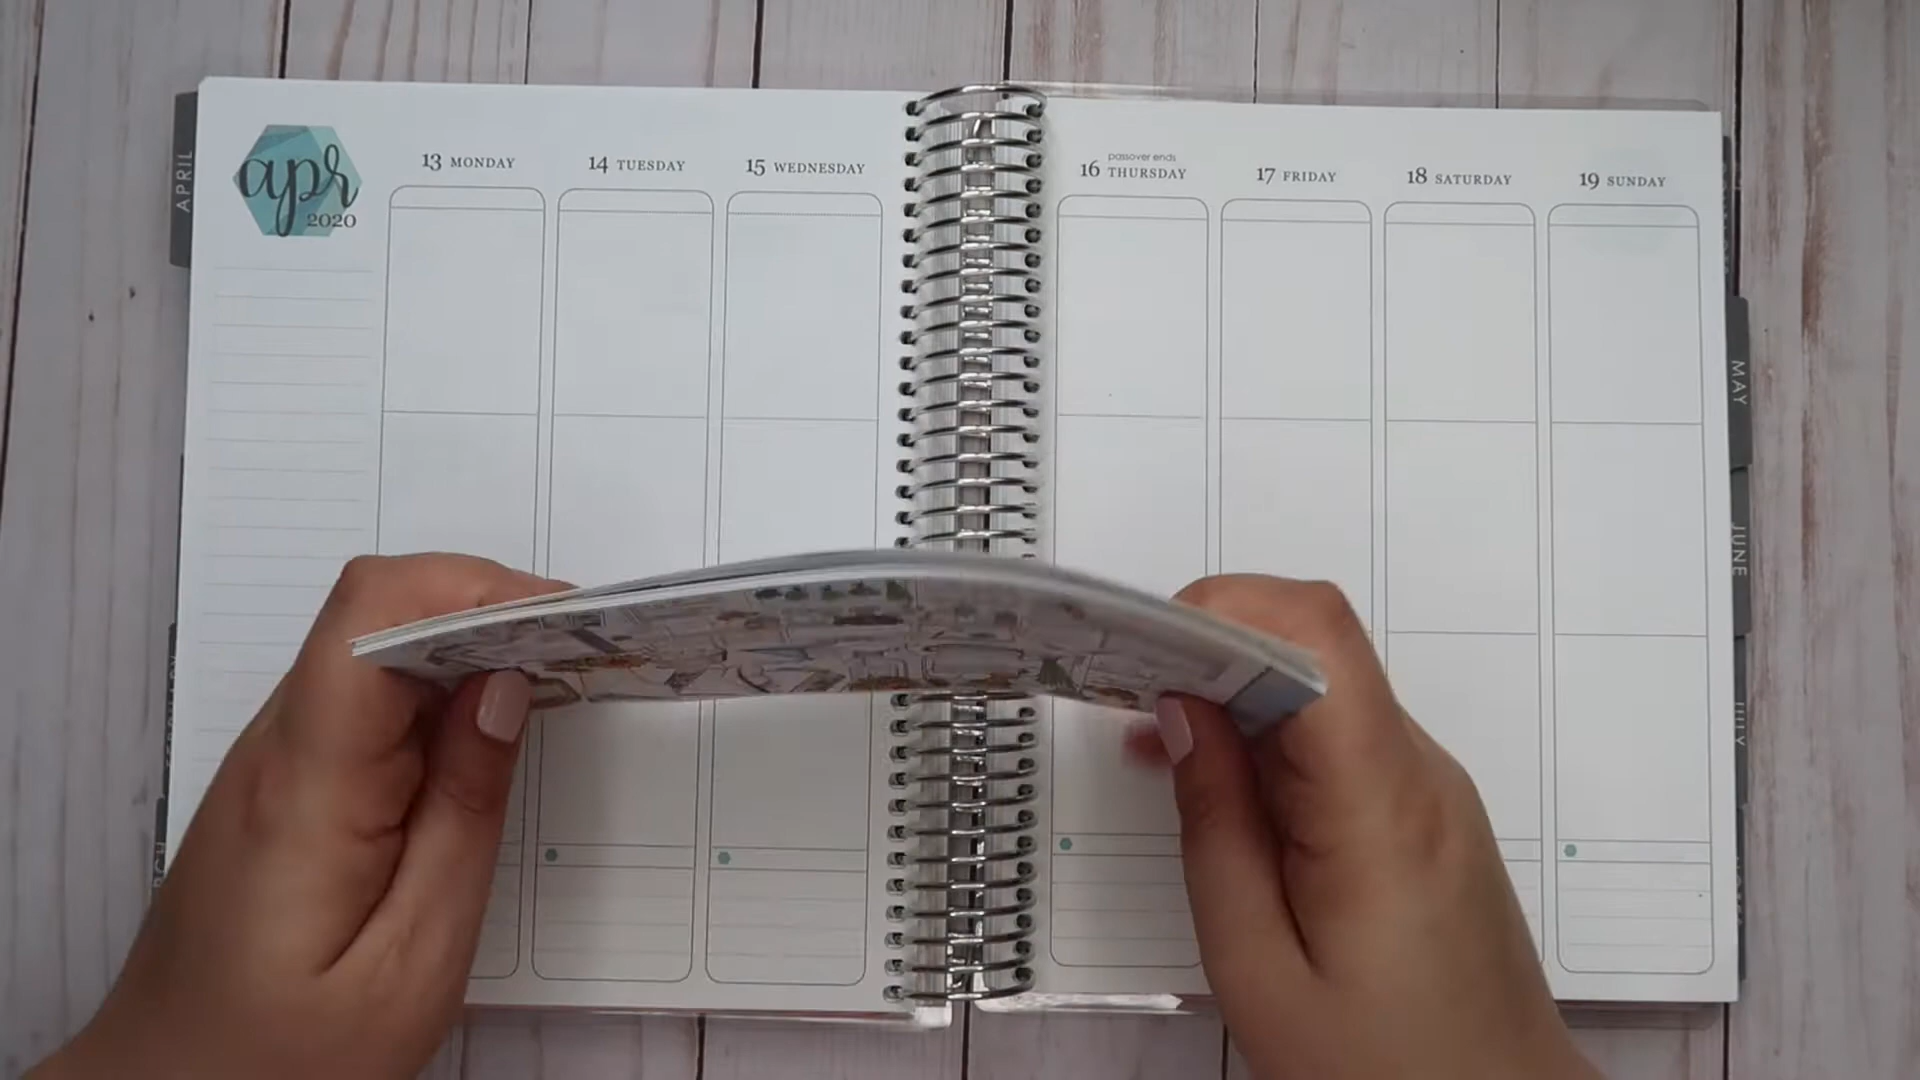 apr
2020
13 MONDAY
14 TUESDAY
15 WEDNESDAY
passover ends
16 THURSDAY
17 FRIDAY
18 SATURDAY
19 SUNDAY
APRIL
MAY
JUNE
JULY